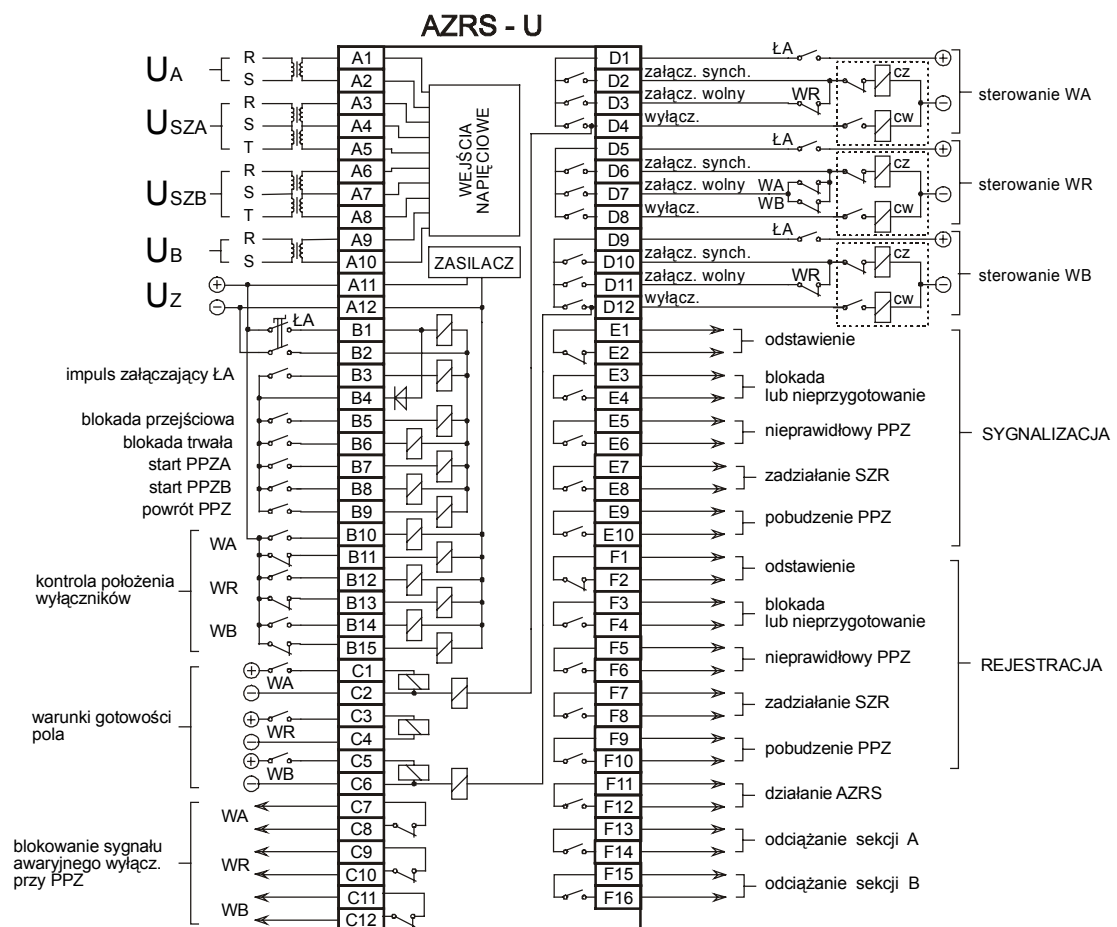 AZRS - U
U A
R
S
A1
A2
U SZA
R
S
T
A3
A4
A5
U SZB
R
S
T
A6
A7
A8
U B
R
S
A9
A10
U Z
A11
A12
WEJŚCIA
NAPIĘCIOWE
ZASILACZ
ŁA
B1
B2
impuls załączający ŁA
B3
B4
blokada przejściowa
B5
blokada trwała
B6
start PPZA
B7
start PPZB
B8
powrót PPZ
B9
kontrola położenia
wyłączników
WA
WR
WB
B10
B11
B12
B13
B14
B15
warunki gotowości
pola
WA
WR
WB
C1
C2
C3
C4
C5
C6
blokowanie sygnału
awaryjnego wyłącz.
przy PPZ
WA
WR
WB
C7
C8
C9
C10
C11
C12
D1
ŁA
D2
załącz. synch.
cz
D3
załącz. wolny
WR
D4
wyłącz.
cw
sterowanie WA
D5
ŁA
D6
załącz. synch.
cz
D7
załącz. wolny
WA
WB
D8
wyłącz.
cw
sterowanie WR
D9
ŁA
D10
załącz. synch.
cz
D11
załącz. wolny
WR
D12
wyłącz.
cw
sterowanie WB
E1
E2
odstawienie
E3
E4
blokada
lub nieprzygotowanie
E5
E6
nieprawidłowy PPZ
E7
E8
zadziałanie SZR
E9
E10
pobudzenie PPZ
SYGNALIZACJA
F1
F2
odstawienie
F3
F4
blokada
lub nieprzygotowanie
F5
F6
nieprawidłowy PPZ
F7
F8
zadziałanie SZR
F9
F10
pobudzenie PPZ
REJESTRACJA
F11
F12
działanie AZRS
F13
F14
odciążanie sekcji A
F15
F16
odciążanie sekcji B